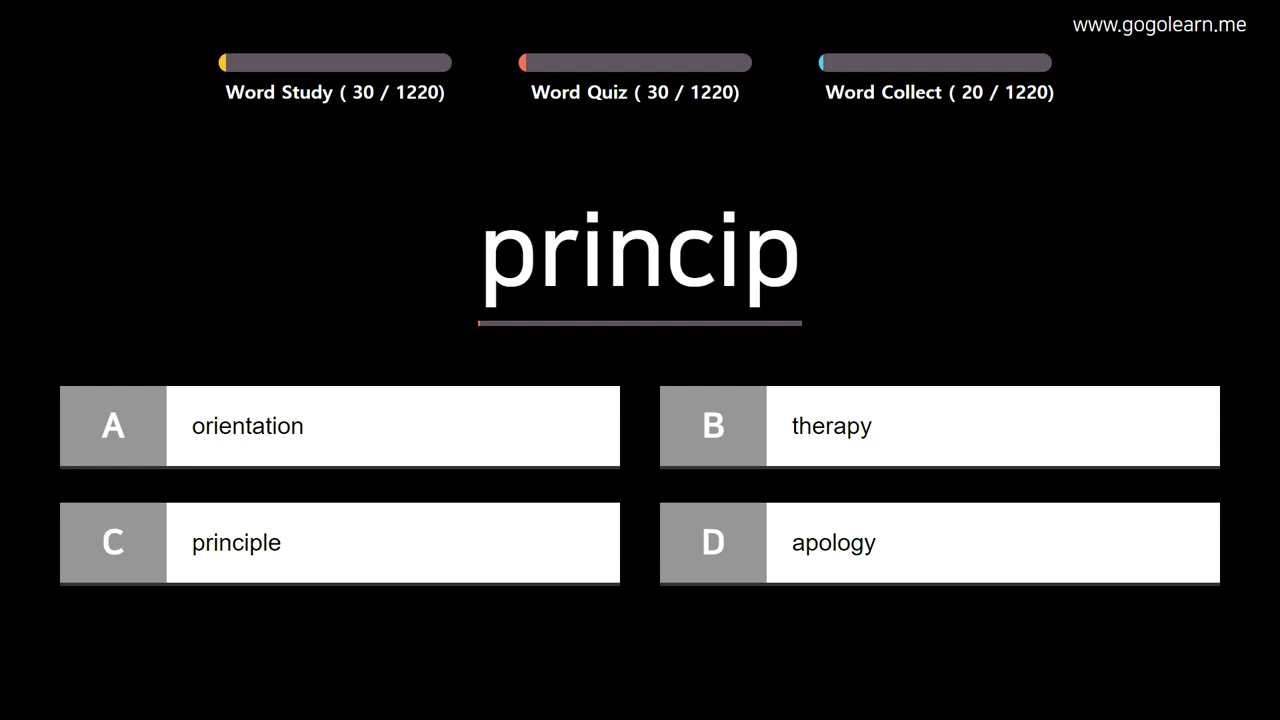 www.gogolearn.me
Word Study ( 30 / 1220)
Word Quiz ( 30 / 1220)
Word Collect ( 20 / 1220)
princip
A orientation
B therapy
C principle
D apology